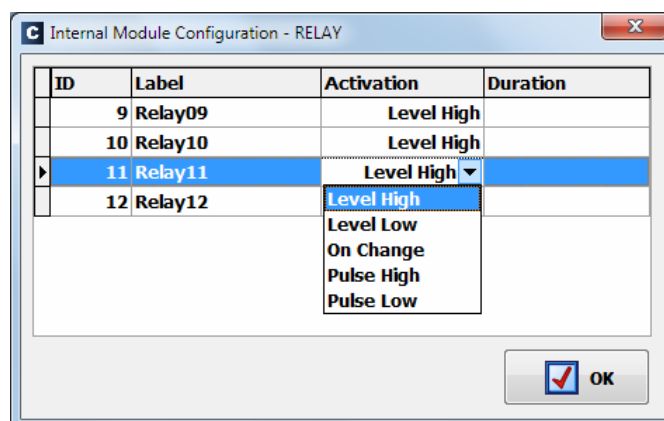 C Internal Module Configuration - RELAY
ID Label Activation Duration
9 Relay09 Level High
10 Relay10 Level High
11 Relay11 Level High
12 Relay12 Level High
Level Low
On Change
Pulse High
Pulse Low
OK